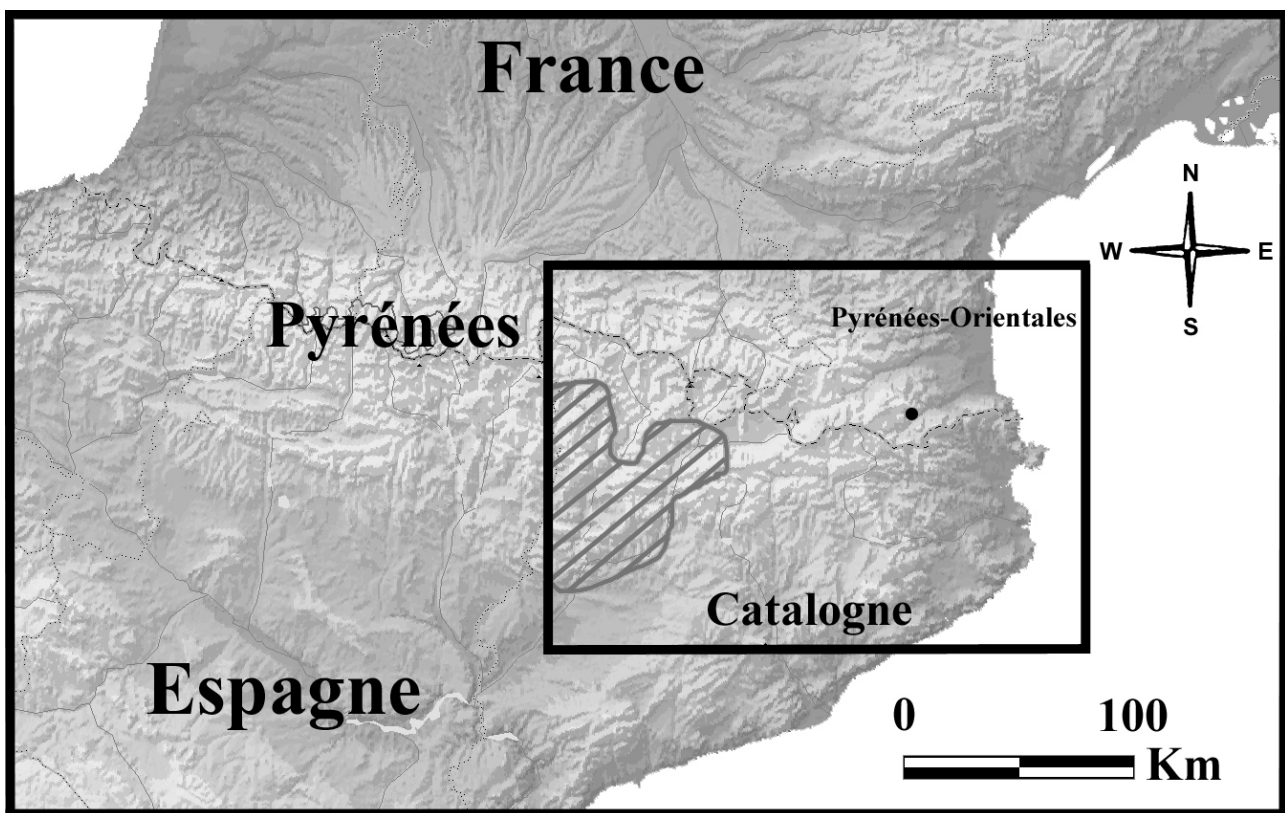 France
N
W E
S
Pyrénées
Pyrénées-Orientales
Catalogne
Espagne
0 100
Km